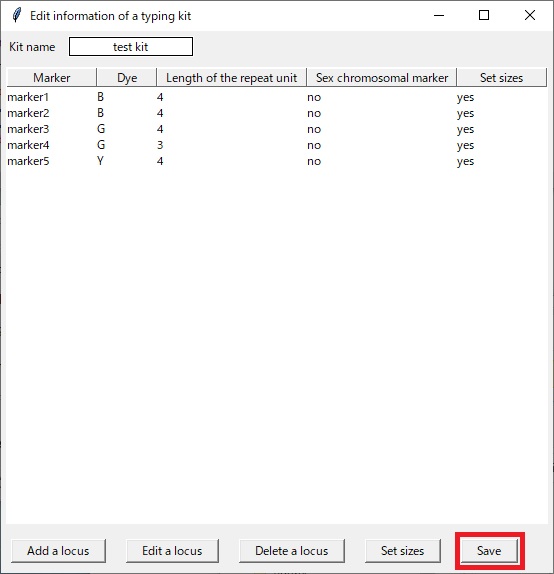 Edit information of a typing kit
Kit name test kit
Marker Dye Length of the repeat unit Sex chromosomal marker Set sizes
marker1 B 4 no yes
marker2 B 4 no yes
marker3 G 4 no yes
marker4 G 3 no yes
marker5 Y 4 no yes
Add a locus Edit a locus Delete a locus Set sizes Save